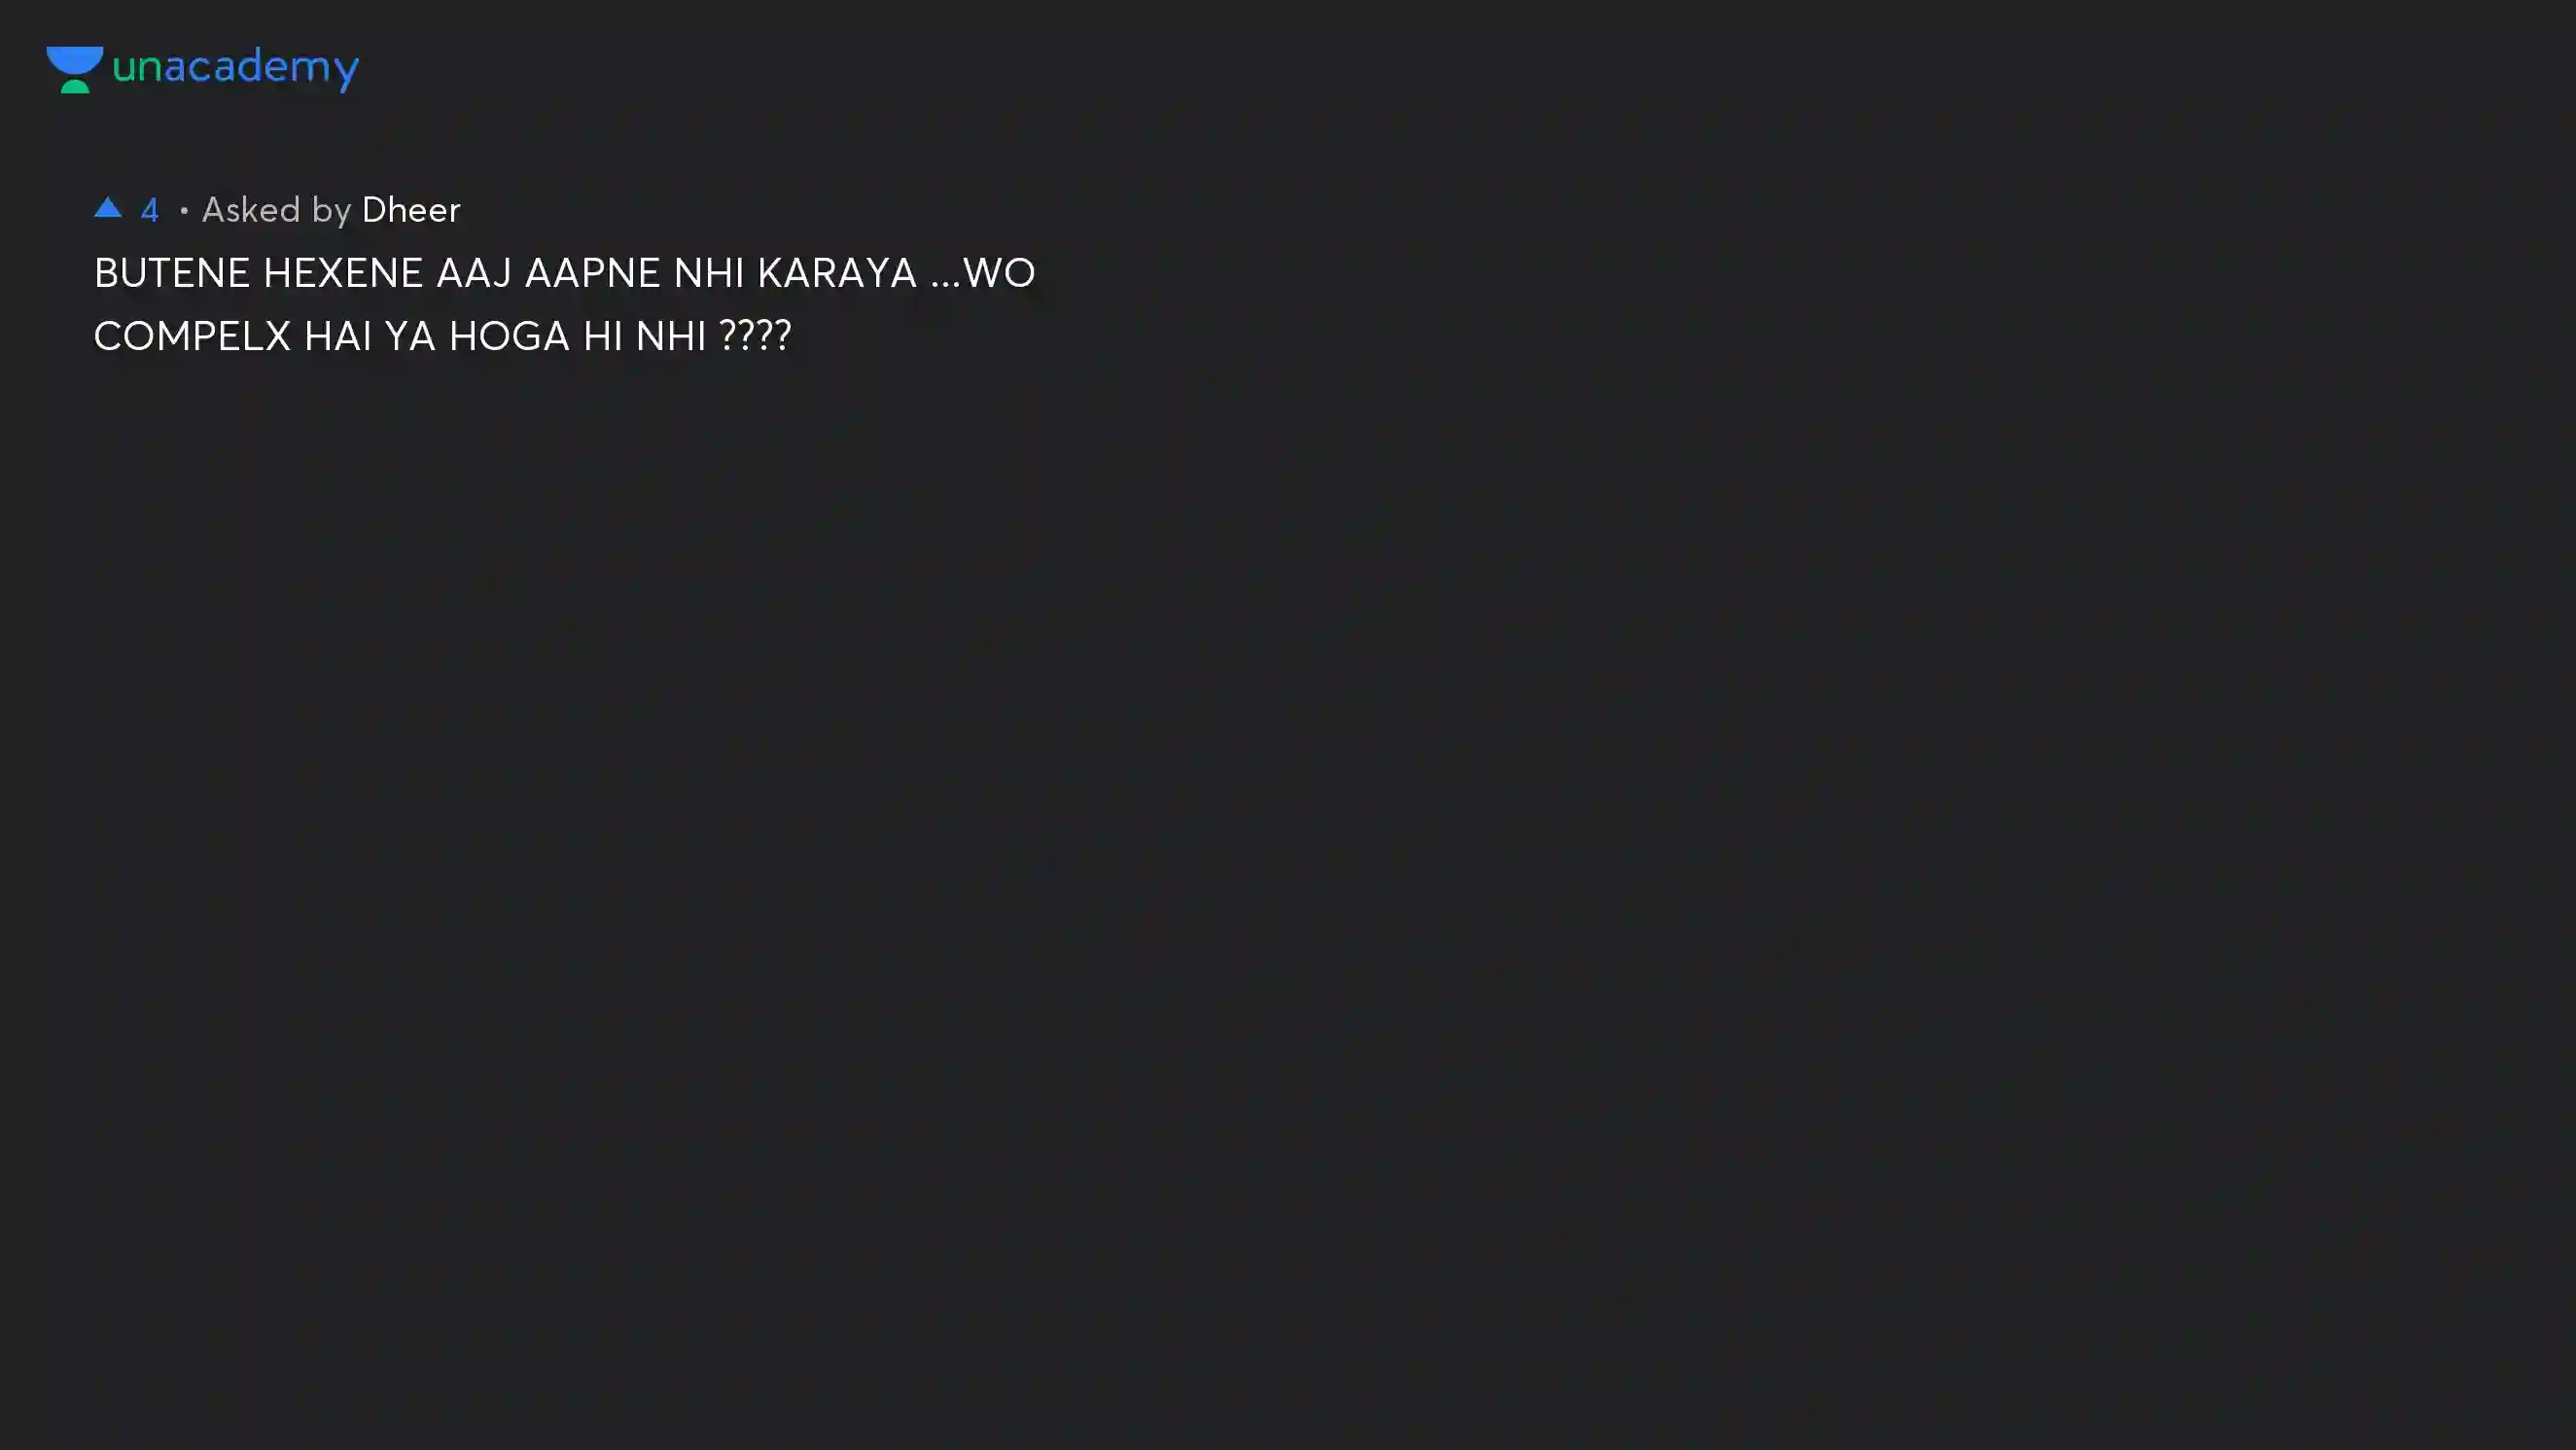 unacademy
▲ 4 • Asked by Dheer
BUTENE HEXENE AAJ AAPNE NHI KARAYA ...WO
COMPELX HAI YA HOGA HI NHI ????